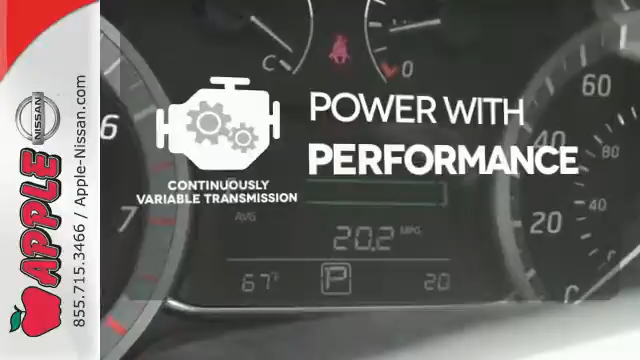 NISSAN
APPLE
855.715.3466 / Apple-Nissan.com
POWER WITH
PERFORMANCE
CONTINUOUSLY
VARIABLE TRANSMISSION
AVG
20.2 MPG
67°F P 20
6
7
C
0
60
40
20
80
40